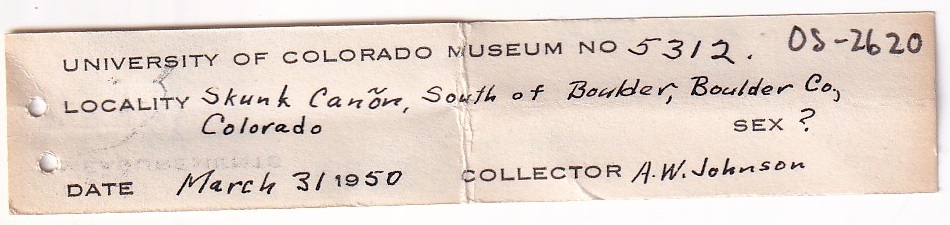 UNIVERSITY OF COLORADO MUSEUM NO 5312. OS-2620
LOCALITY Skunk Cañon, South of Boulder, Boulder Co.,
Colorado
SEX ?
DATE March 31 1950 COLLECTOR A.W. Johnson